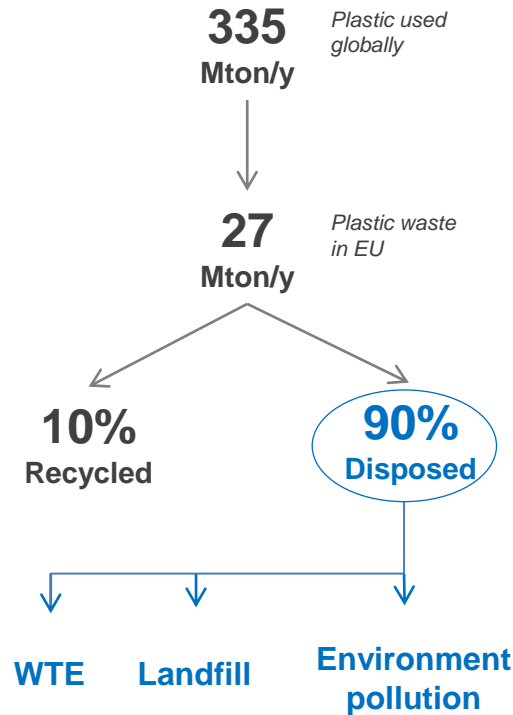 335
Mton/y
Plastic used
globally
27
Mton/y
Plastic waste
in EU
10%
Recycled
90%
Disposed
WTE
Landfill
Environment
pollution